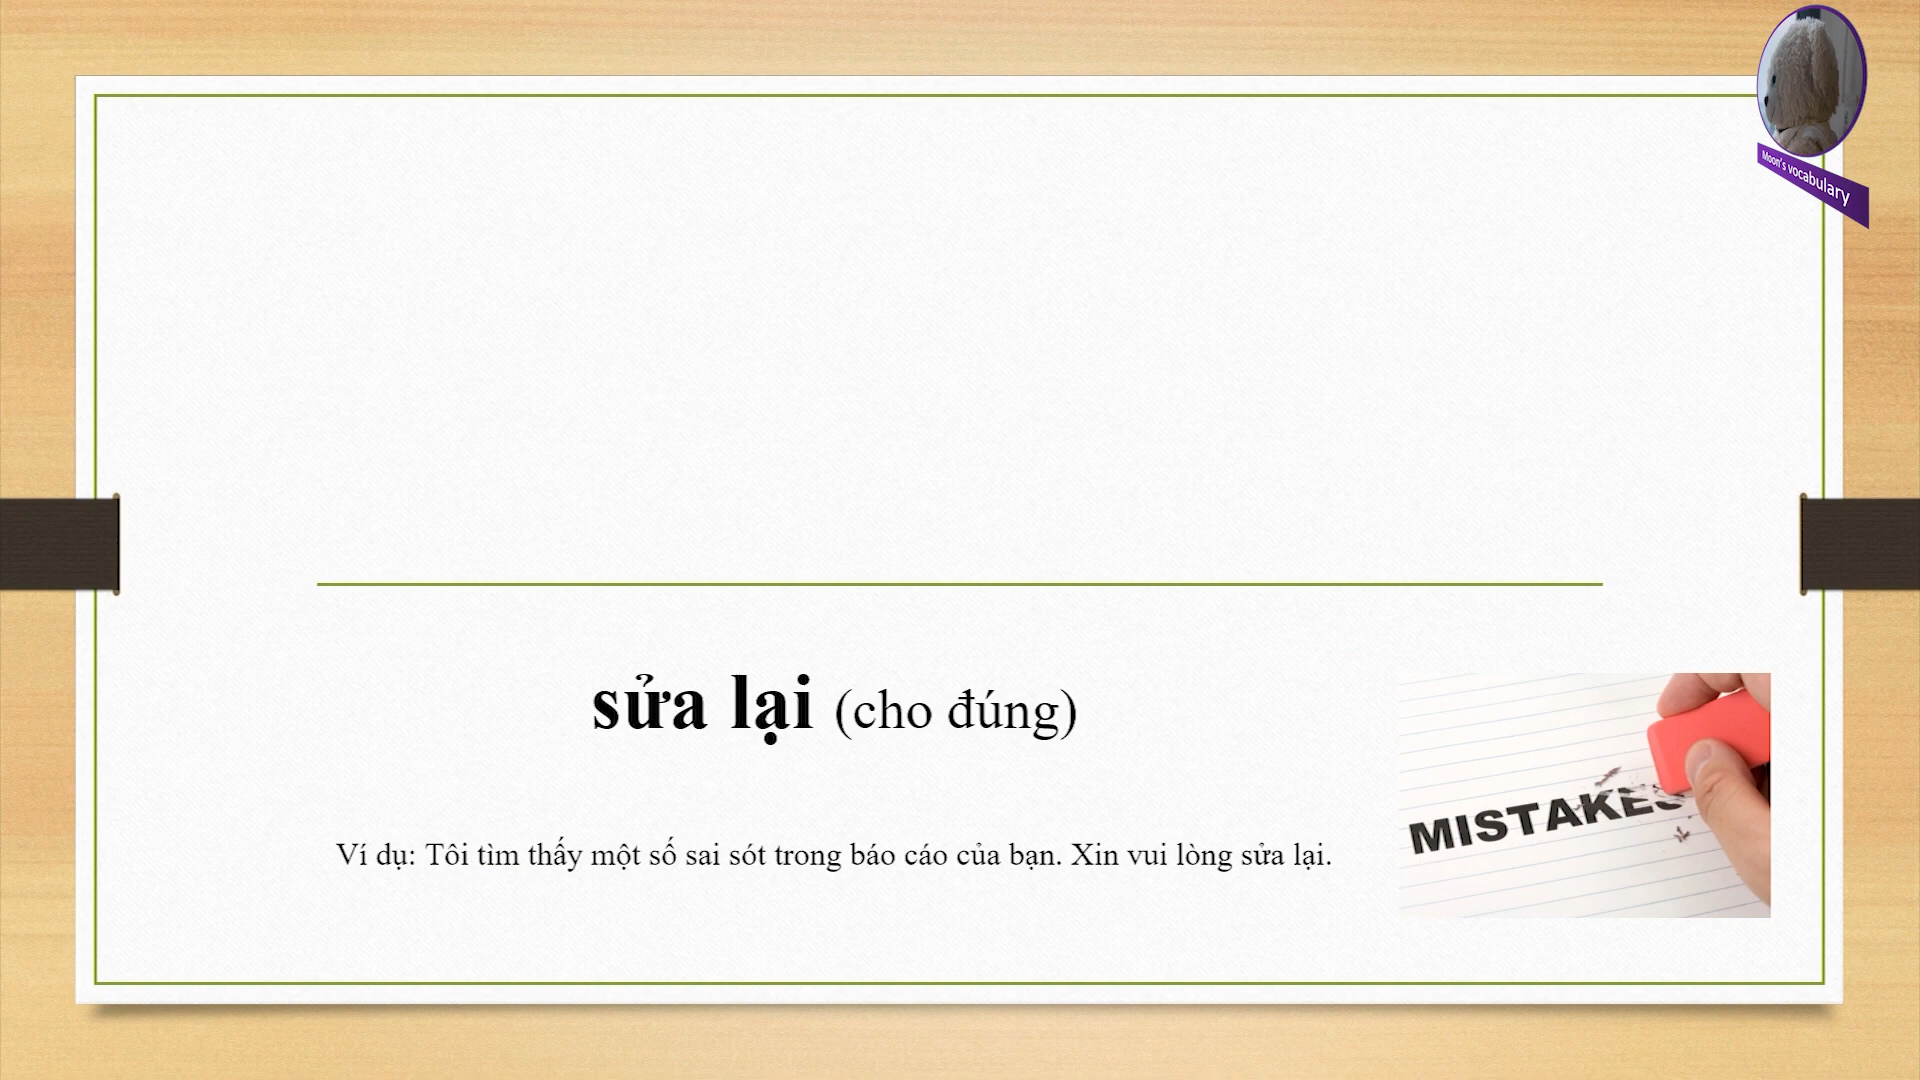 Moon's vocabulary
sửa lại (cho đúng)
MISTAKES
Ví dụ: Tôi tìm thấy một số sai sót trong báo cáo của bạn. Xin vui lòng sửa lại.